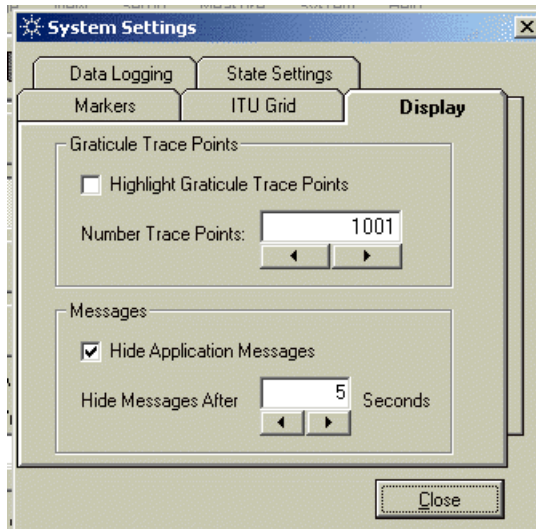 System Settings
Data Logging State Settings
Markers ITU Grid Display
Graticule Trace Points
Highlight Graticule Trace Points
Number Trace Points: 1001
Messages
Hide Application Messages
Hide Messages After 5 Seconds
Close